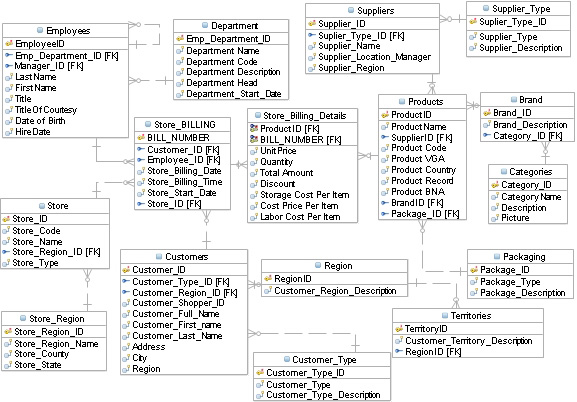 Employees
EmployeeID
Emp_Department_ID [FK]
Manager_ID [FK]
Last Name
First Name
Title
Title Of Coutesy
Date of Birth
Hire Date
Department
Emp_Department_ID
Department Name
Department Code
Department Description
Department Head
Department_Start_Date
Suppliers
Supplier_ID
Suplier_Type_ID [FK]
Supplier_Name
Supplier_Location_Manager
Supplier_Region
Supplier_Type
Suplier_Type_ID
Supplier_Type
Supplier_Description
Store_BILLING
BILL_NUMBER
Customer_ID [FK]
Employee_ID [FK]
Store_Billing_Date
Store_Billing_Time
Store_Start_Date
Store_ID [FK]
Store_Billing_Details
ProductID [FK]
BILL_NUMBER [FK]
Unit Price
Quantity
Total Amount
Discount
Storage Cost Per Item
Cost Price Per Item
Labor Cost Per Item
Products
ProductID
Product Name
SupplierID [FK]
Product Code
Product VGA
Product Country
Product Record
Product BNA
BrandID [FK]
Package_ID [FK]
Brand
Brand_ID
Brand_Description
Category_ID [FK]
Categories
Category_ID
Category Name
Description
Picture
Store
Store_ID
Store_Code
Store_Name
Store_Region_ID [FK]
Store_Type
Customers
Customer_ID
Customer_Type_ID [FK]
Customer_Region_ID [FK]
Customer_Shopper_ID
Customer_Full_Name
Customer_First_name
Customer_Last_Name
Address
City
Region
Region
RegionID
Customer_Region_Description
Packaging
Package_ID
Package_Type
Package_Description
Store_Region
Store_Region_ID
Store_Region_Name
Store_County
Store_State
Territories
TerritoryID
Customer_Territory_Description
RegionID [FK]
Customer_Type
Customer_Type_ID
Customer_Type
Customer_Type_Description